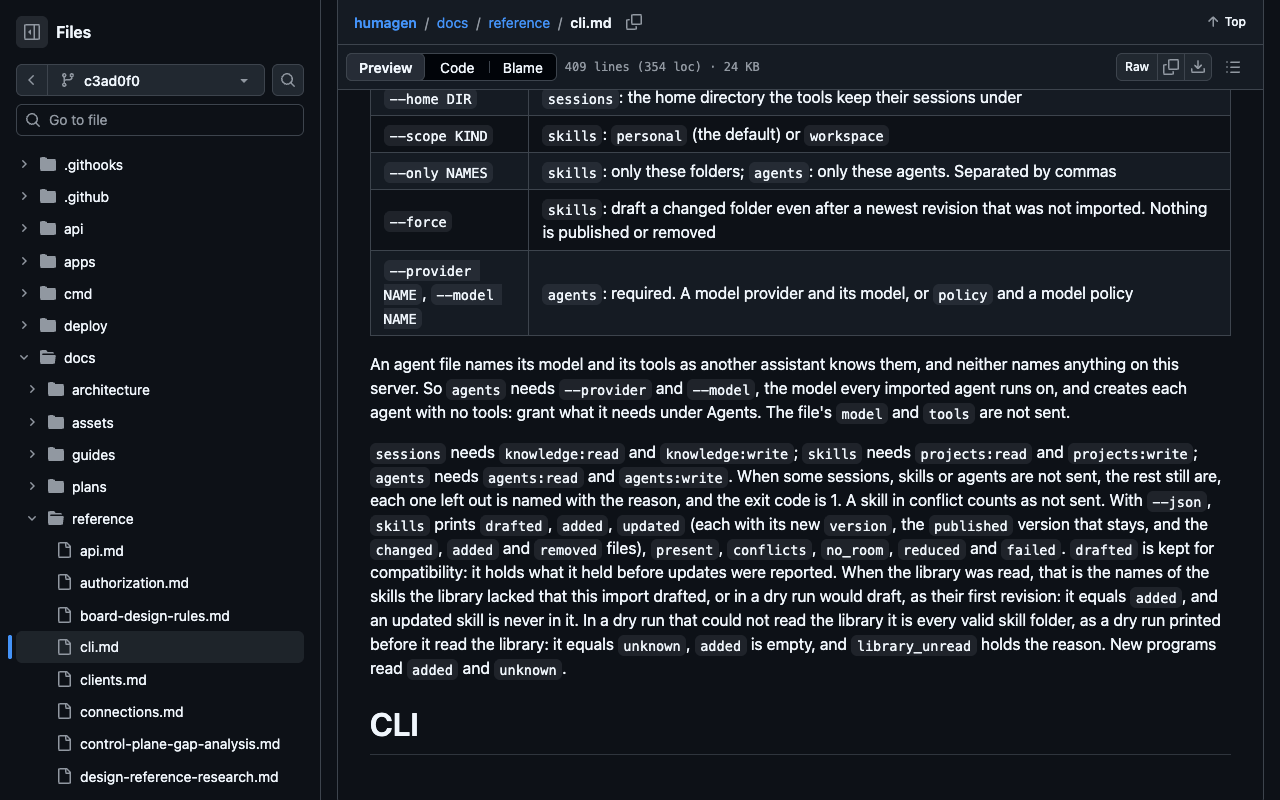 Files
humagen / docs / reference / cli.md
Top
c3ad0f0
Preview Code Blame 409 lines (354 loc) · 24 KB
Raw
Go to file
.githooks
.github
api
apps
cmd
deploy
docs
architecture
assets
guides
plans
reference
api.md
authorization.md
board-design-rules.md
cli.md
clients.md
connections.md
control-plane-gap-analysis.md
design-reference-research.md
--home DIR sessions: the home directory the tools keep their sessions under
--scope KIND skills: personal (the default) or workspace
--only NAMES skills: only these folders; agents: only these agents. Separated by commas
--force skills: draft a changed folder even after a newest revision that was not imported. Nothing
is published or removed
--provider
NAME, --model
NAME
agents: required. A model provider and its model, or policy and a model policy
An agent file names its model and its tools as another assistant knows them, and neither names anything on this
server. So agents needs --provider and --model, the model every imported agent runs on, and creates each
agent with no tools: grant what it needs under Agents. The file's model and tools are not sent.
sessions needs knowledge:read and knowledge:write; skills needs projects:read and projects:write;
agents needs agents:read and agents:write. When some sessions, skills or agents are not sent, the rest still are,
each one left out is named with the reason, and the exit code is 1. A skill in conflict counts as not sent. With --json,
skills prints drafted, added, updated (each with its new version, the published version that stays, and the
changed, added and removed files), present, conflicts, no_room, reduced and failed. drafted is kept for
compatibility: it holds what it held before updates were reported. When the library was read, that is the names of the
skills the library lacked that this import drafted, or in a dry run would draft, as their first revision: it equals added, and
an updated skill is never in it. In a dry run that could not read the library it is every valid skill folder, as a dry run printed
before it read the library: it equals unknown, added is empty, and library_unread holds the reason. New programs
read added and unknown.
CLI